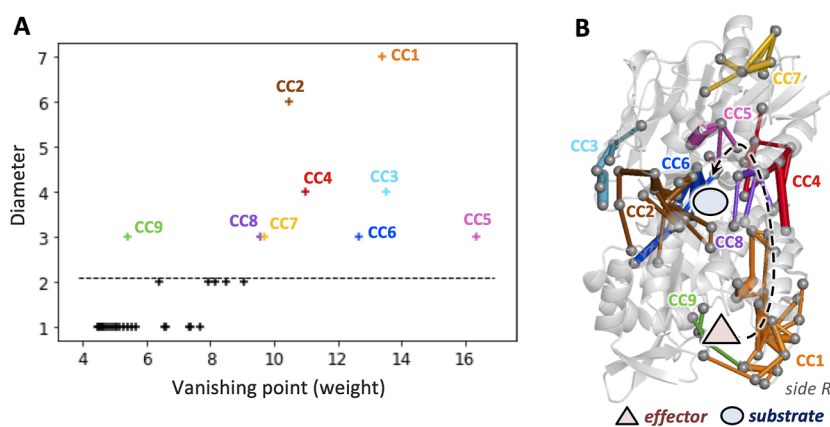 A
B
7
6
5
4
3
2
1
Diameter
CC1
CC2
CC4
CC3
CC9
CC8
CC7
CC6
CC5
4
6
8
10
12
14
16
Vanishing point (weight)
CC7
CC5
CC3
CC6
CC4
CC2
CC8
CC9
CC1
side R
effector
substrate